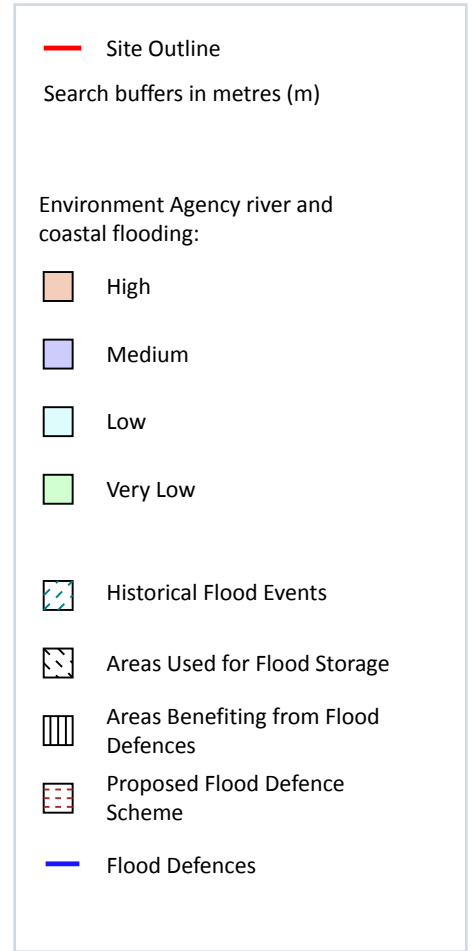 Site Outline
Search buffers in metres (m)
Environment Agency river and
coastal flooding:
High
Medium
Low
Very Low
Historical Flood Events
Areas Used for Flood Storage
Areas Benefiting from Flood
Defences
Proposed Flood Defence
Scheme
Flood Defences